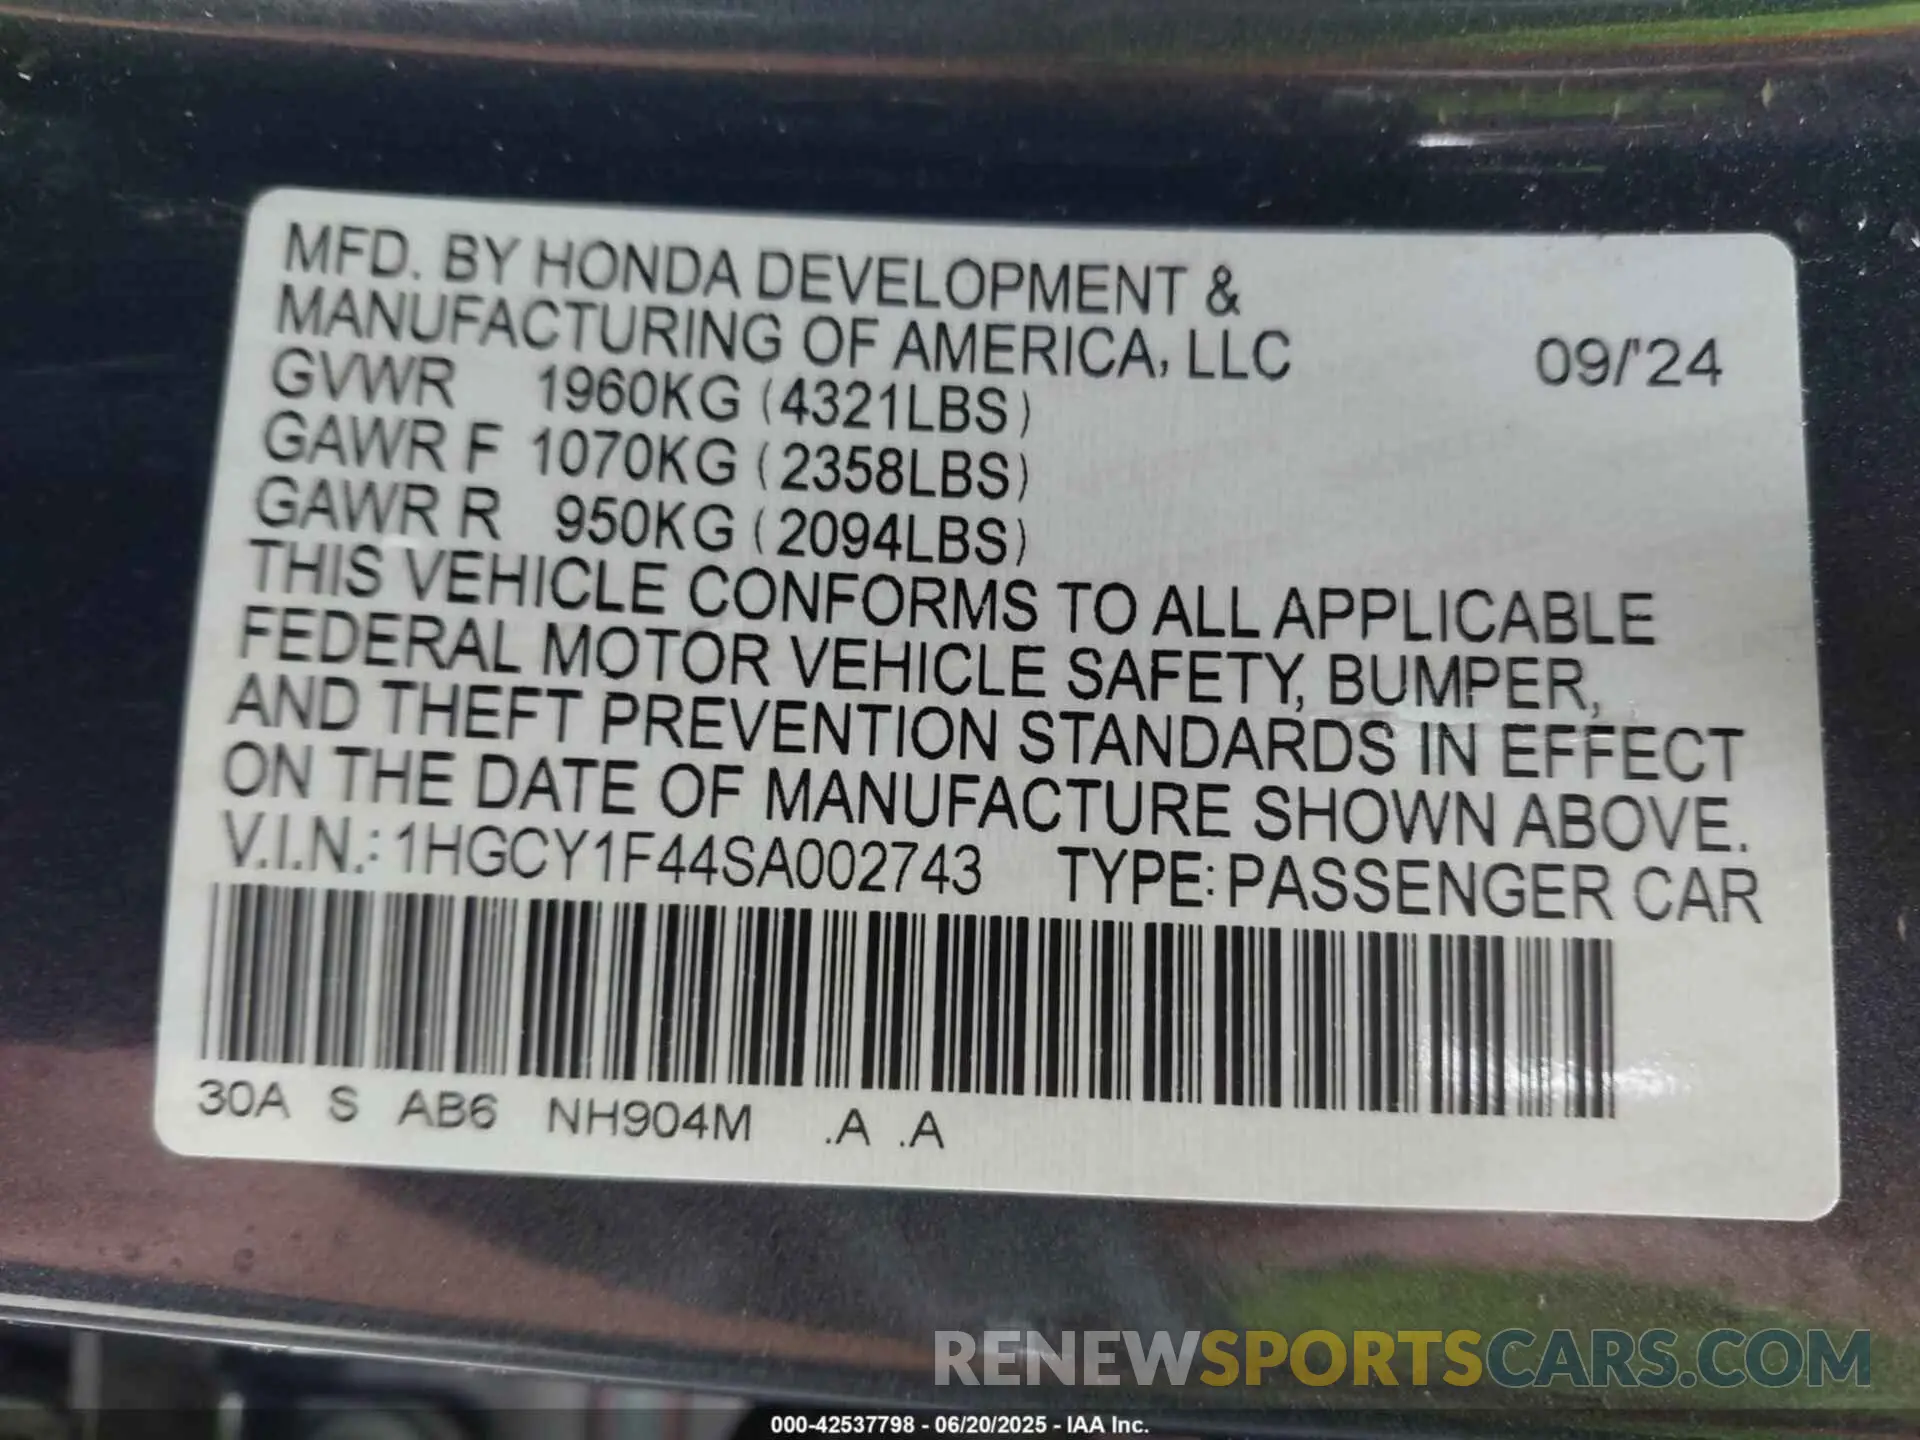 MFD. BY HONDA DEVELOPMENT &
MANUFACTURING OF AMERICA, LLC 09/'24
GVWR 1960KG (4321LBS)
GAWR F 1070KG (2358LBS)
GAWR R 950KG (2094LBS)
THIS VEHICLE CONFORMS TO ALL APPLICABLE
FEDERAL MOTOR VEHICLE SAFETY, BUMPER,
AND THEFT PREVENTION STANDARDS IN EFFECT
ON THE DATE OF MANUFACTURE SHOWN ABOVE.
V.I.N.: 1HGCY1F44SA002743 TYPE: PASSENGER CAR
30A S AB6 NH904M .A .A
RENEWSPORTSCARS.COM
000-42537798 - 06/20/2025 - IAA Inc.